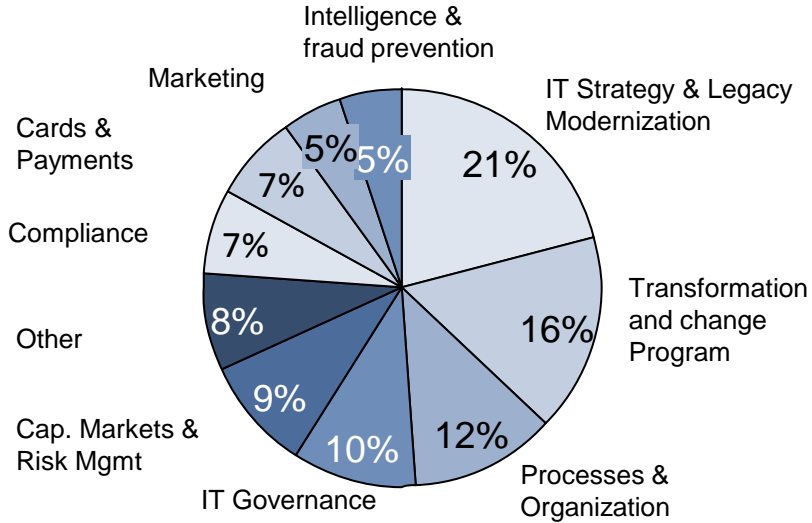 Intelligence &
fraud prevention
Marketing
IT Strategy & Legacy
Modernization
Cards &
Payments
5%
5%
21%
7%
Compliance
7%
Transformation
and change
Program
Other
8%
16%
9%
Cap. Markets &
Risk Mgmt
10%
12%
IT Governance
Processes &
Organization